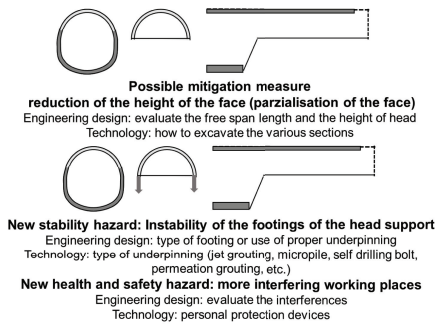 Possible mitigation measure
reduction of the height of the face (parzialisation of the face)
Engineering design: evaluate the free span length and the height of head
Technology: how to excavate the various sections
New stability hazard: Instability of the footings of the head support
Engineering design: type of footing or use of proper underpinning
Technology: type of underpinning (jet grouting, micropile, self drilling bolt,
permeation grouting, etc.)
New health and safety hazard: more interfering working places
Engineering design: evaluate the interferences
Technology: personal protection devices